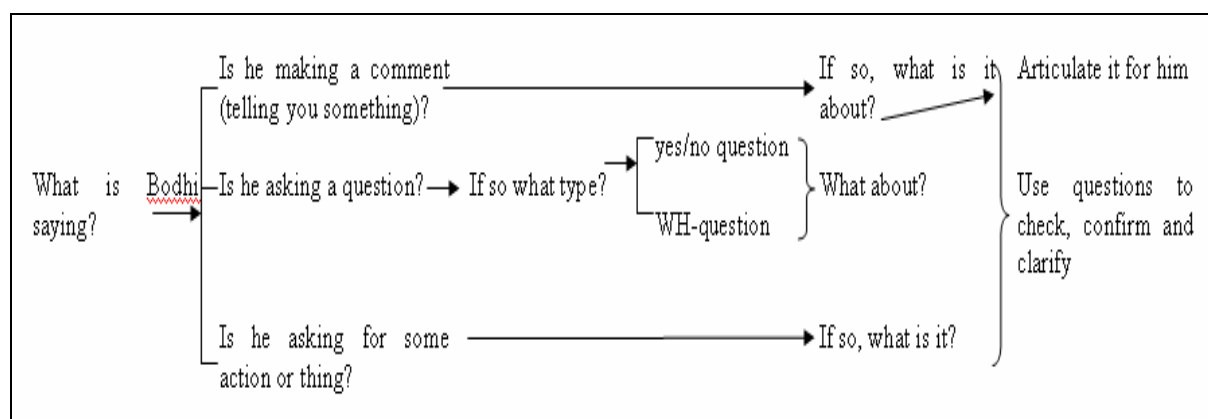 Is he making a comment
(telling you something)?
If so, what is it
about?
Articulate it for him
What is Bodhi
saying?
Is he asking a question?
If so what type?
yes/no question
WH-question
What about?
Use questions to
check, confirm and
clarify
Is he asking for some
action or thing?
If so, what is it?